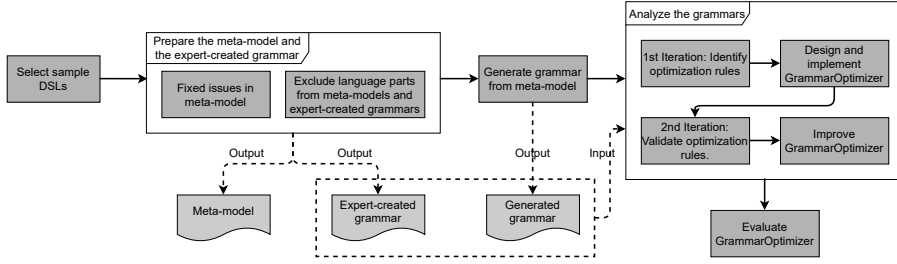 Select sample
DSLs
Prepare the meta-model and
the expert-created grammar
Fixed issues in
meta-model
Exclude language parts
from meta-models and
expert-created grammars
Generate grammar
from meta-model
Analyze the grammars
1st Iteration: Identify
optimization rules
Design and
implement
GrammarOptimizer
2nd Iteration:
Validate optimization
rules.
Improve
GrammarOptimizer
Output
Output
Output
Input
Meta-model
Expert-created
grammar
Generated
grammar
Evaluate
GrammarOptimizer